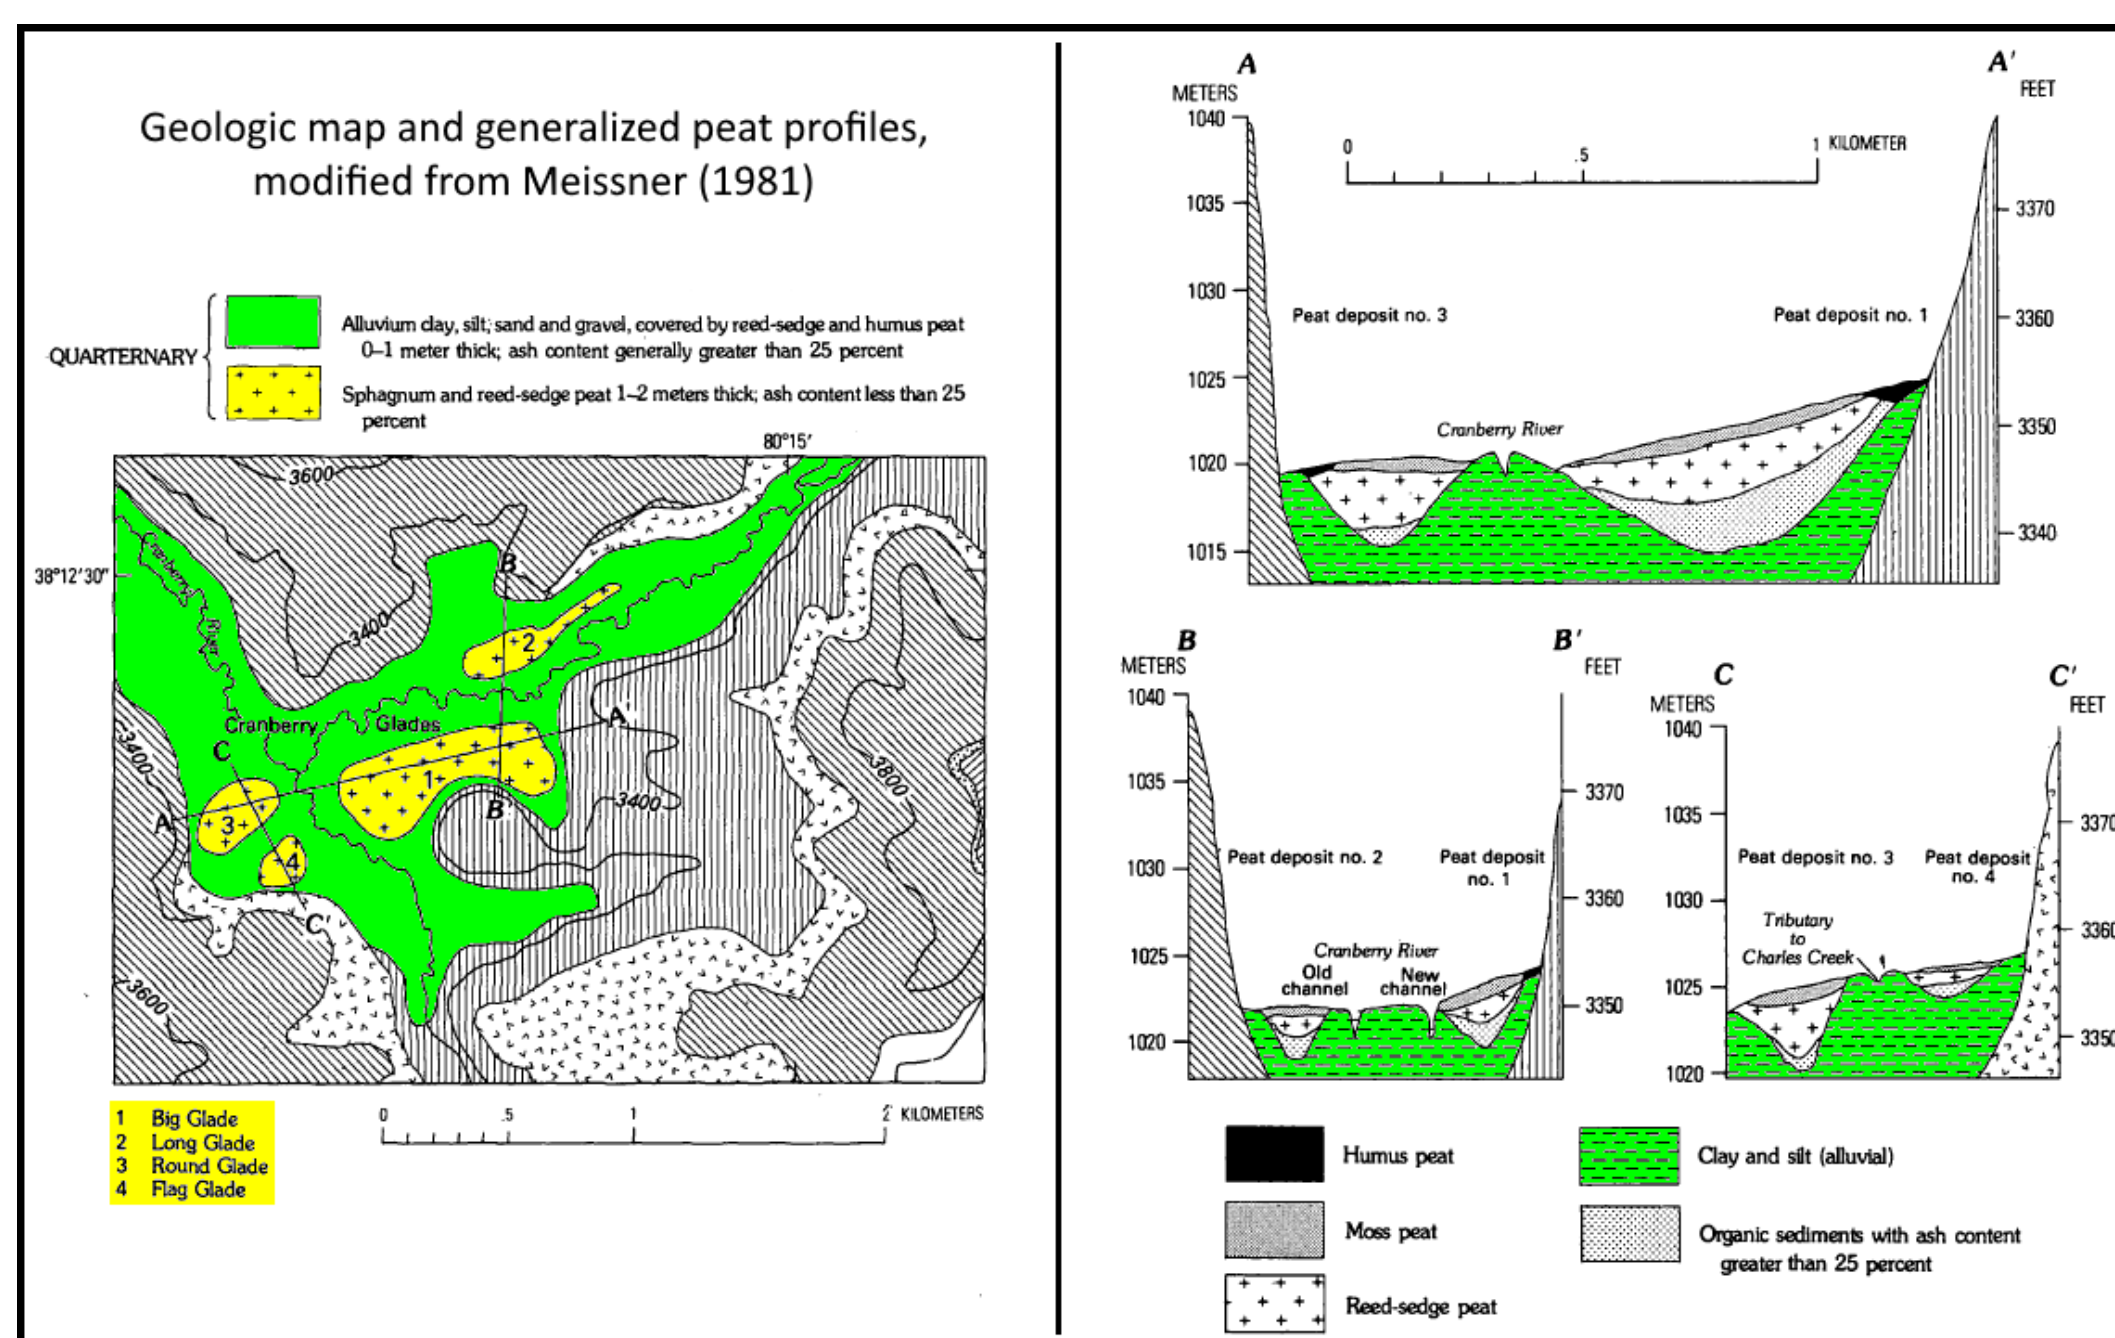 Geologic map and generalized peat profiles,
modified from Meissner (1981)
QUARTERNARY
Alluvium clay, silt; sand and gravel, covered by reed-sedge and humus peat
0–1 meter thick; ash content generally greater than 25 percent
Sphagnum and reed-sedge peat 1–2 meters thick; ash content less than 25
percent
80°15'
38°12'30"
3600
3400
Cranberry
River
B
2
Cranberry Glades
A'
C
1
B'
3400
3800
A
3
4
C'
3400
3600
0 .5 1 2 KILOMETERS
1 Big Glade
2 Long Glade
3 Round Glade
4 Flag Glade
A A'
METERS FEET
1040
1035
1030
1025
1020
1015
0 .5 1 KILOMETER
3370
3360
3350
3340
Peat deposit no. 3 Peat deposit no. 1
Cranberry River
B B'
METERS FEET
1040
1035
1030
1025
1020
3370
3360
3350
Peat deposit no. 2 Peat deposit
no. 1
Cranberry River
Old
channel
New
channel
C C'
METERS FEET
1040
1035
1030
1025
1020
3370
3360
3350
Peat deposit no. 3 Peat deposit
no. 4
Tributary
to
Charles Creek
Humus peat
Moss peat
Reed-sedge peat
Clay and silt (alluvial)
Organic sediments with ash content
greater than 25 percent